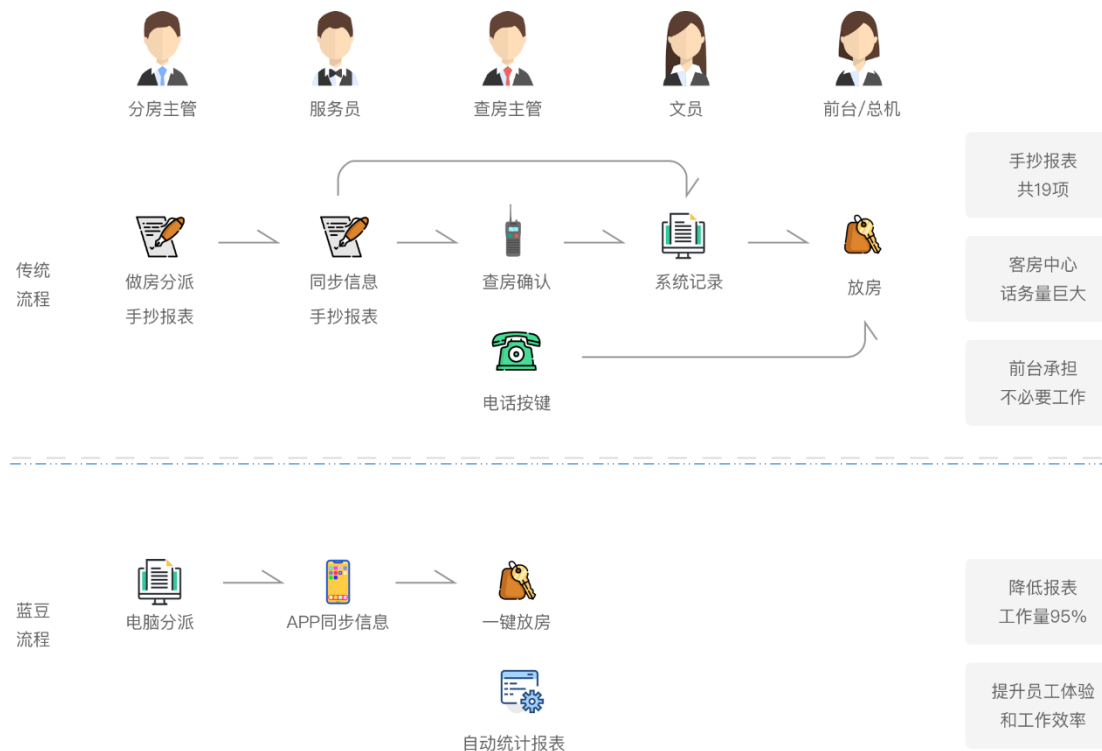 分房主管
服务员
查房主管
文员
前台/总机
手抄报表
共19项
传统
流程
做房分派
手抄报表
同步信息
手抄报表
查房确认
系统记录
放房
客房中心
话务量巨大
电话按键
前台承担
不必要工作
蓝豆
流程
电脑分派
APP同步信息
一键放房
降低报表
工作量95%
自动统计报表
提升员工体验
和工作效率